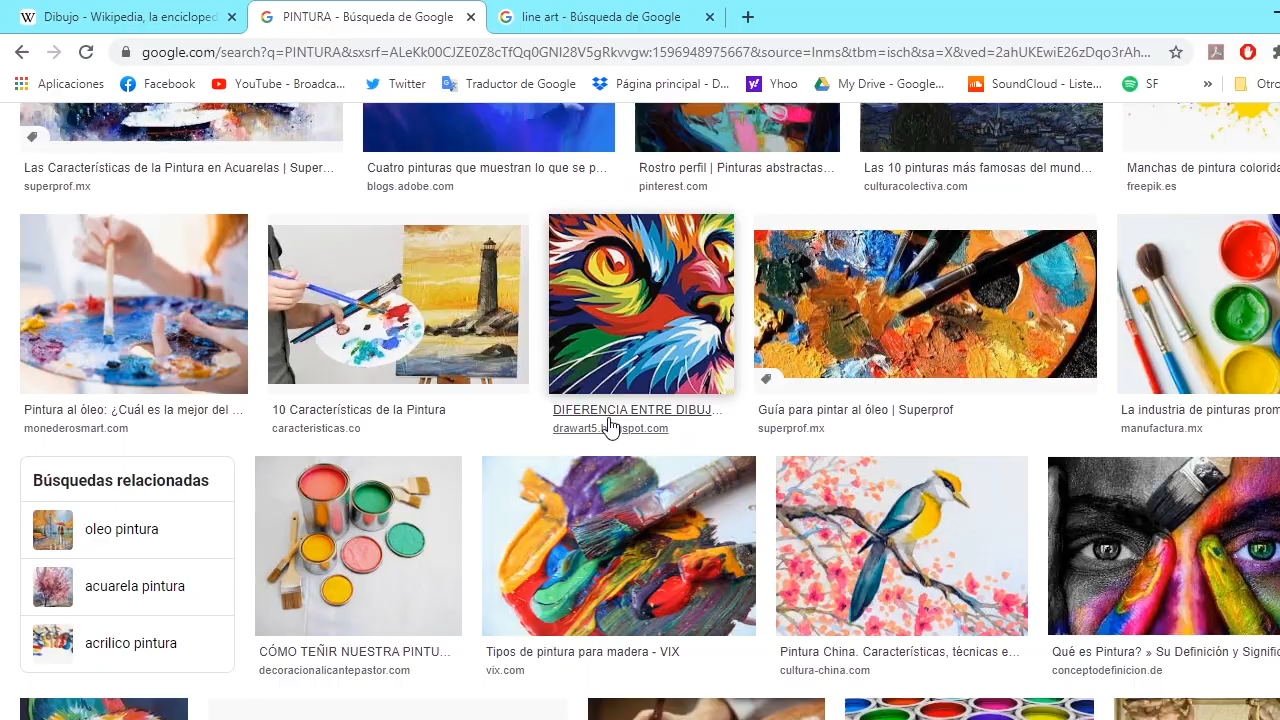 Dibujo - Wikipedia, la encicloped
PINTURA - Búsqueda de Google
line art - Búsqueda de Google
google.com/search?q=PINTURA&sxsrf=ALeKk00CJZE0Z8cTfQq0GNI28V5gRkvvgw:1596948975667&source=lnms&tbm=isch&sa=X&ved=2ahUKEwiE26zDqo3rAh...
Aplicaciones
Facebook
YouTube - Broadca...
Twitter
Traductor de Google
Página principal - D...
Yhoo
My Drive - Google...
SoundCloud - Liste...
SF
»
Otro
Las Características de la Pintura en Acuarelas | Super...
superprof.mx
Cuatro pinturas que muestran lo que se p...
blogs.adobe.com
Rostro perfil | Pinturas abstractas...
pinterest.com
Las 10 pinturas más famosas del mund...
culturacolectiva.com
Manchas de pintura colorida
freepik.es
Pintura al óleo: ¿Cuál es la mejor del ...
monederosmart.com
10 Características de la Pintura
caracteristicas.co
DIFERENCIA ENTRE DIBUJ...
Guía para pintar al óleo | Superprof
superprof.mx
La industria de pinturas prom
manufactura.mx
Búsquedas relacionadas
oleo pintura
acuarela pintura
acrilico pintura
CÓMO TEÑIR NUESTRA PINTU...
decoracionalicantepastor.com
Tipos de pintura para madera - VIX
vix.com
Pintura China. Características, técnicas e...
cultura-china.com
Qué es Pintura? » Su Definición y Signific
conceptodefinicion.de